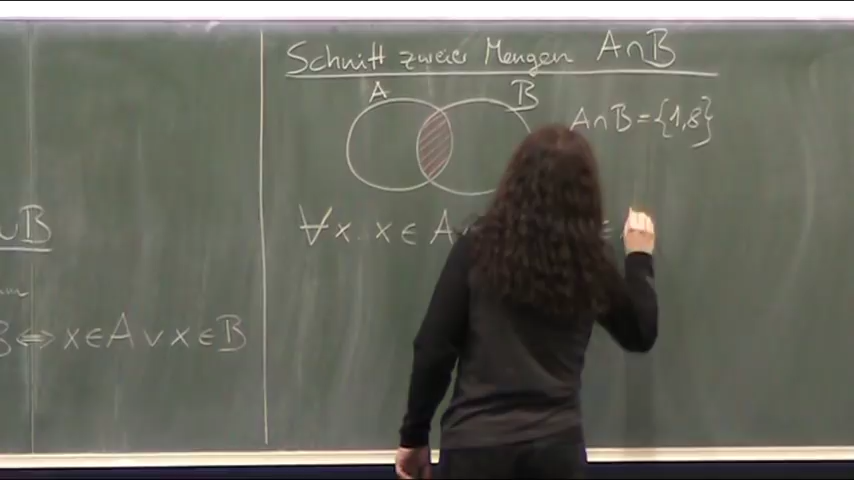 ∪B
B ⇔ x ∈ A ∨ x ∈ B
Schnitt zweier Mengen A∩B
A B
A∩B = {1,8}
∀x. x ∈ A ∈